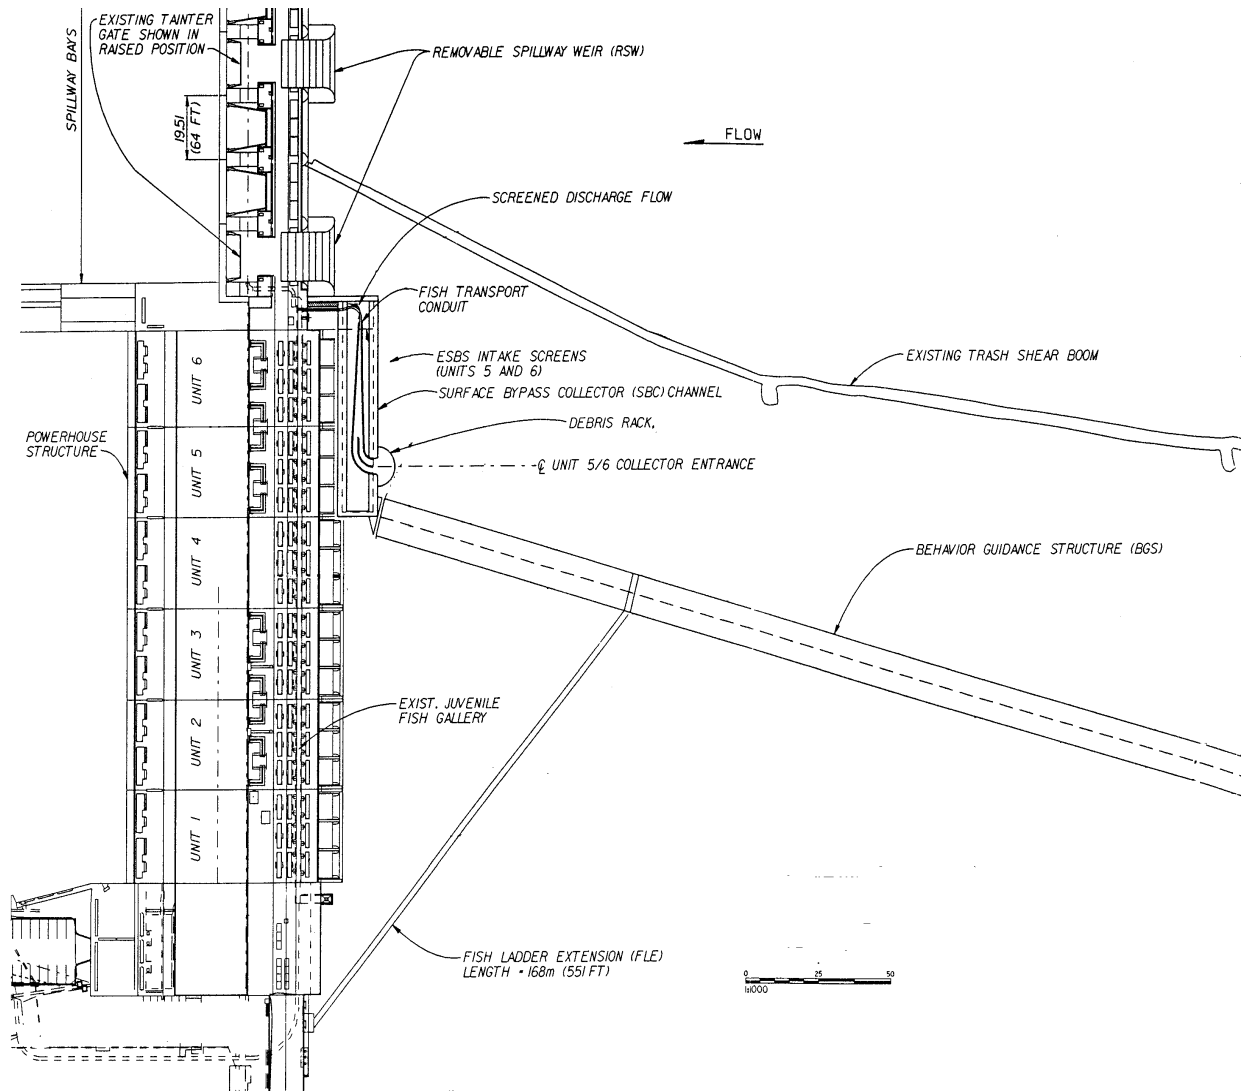 EXISTING TAINTER
GATE SHOWN IN
RAISED POSITION
SPILLWAY BAYS
REMOVABLE SPILLWAY WEIR (RSW)
19.51
(64 FT)
FLOW
SCREENED DISCHARGE FLOW
FISH TRANSPORT
CONDUIT
ESBS INTAKE SCREENS
(UNITS 5 AND 6)
EXISTING TRASH SHEAR BOOM
SURFACE BYPASS COLLECTOR (SBC) CHANNEL
DEBRIS RACK.
POWERHOUSE
STRUCTURE
℄ UNIT 5/6 COLLECTOR ENTRANCE
UNIT 6
UNIT 5
UNIT 4
UNIT 3
UNIT 2
UNIT 1
BEHAVIOR GUIDANCE STRUCTURE (BGS)
EXIST. JUVENILE
FISH GALLERY
FISH LADDER EXTENSION (FLE)
LENGTH = 168m (551 FT)
0 25 50
1:1000